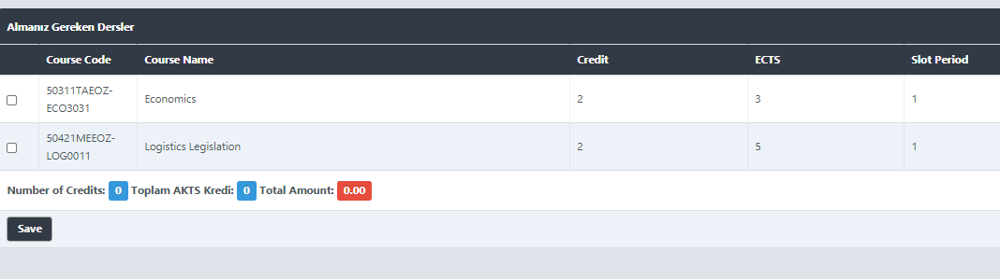 Almanız Gereken Dersler
Course Code Course Name Credit ECTS Slot Period
50311TAEOZ-
ECO3031 Economics 2 3 1
50421MEEOZ-
LOG0011 Logistics Legislation 2 5 1
Number of Credits: 0 Toplam AKTS Kredi: 0 Total Amount: 0.00
Save